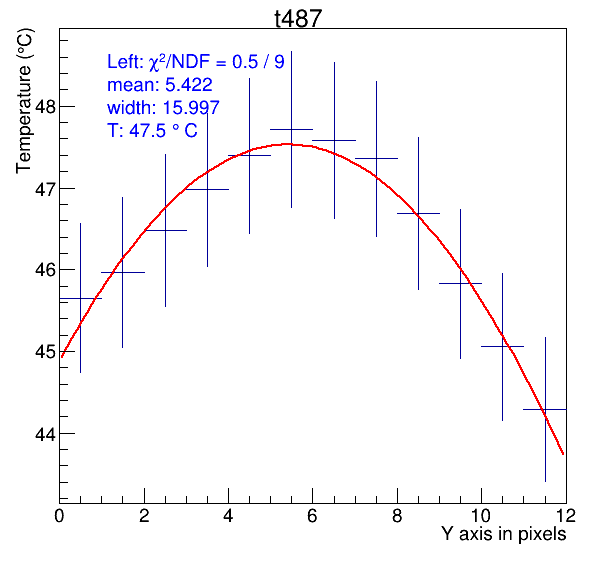 t487
Temperature (°C)
Left: χ²/NDF = 0.5 / 9
mean: 5.422
width: 15.997
T: 47.5 ° C
48
47
46
45
44
0 2 4 6 8 10 12
Y axis in pixels